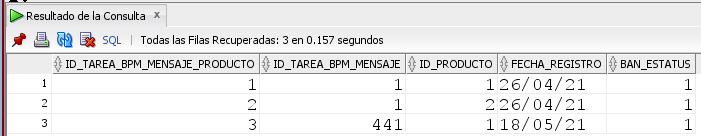 Resultado de la Consulta
SQL | Todas las Filas Recuperadas: 3 en 0.157 segundos
ID_TAREA_BPM_MENSAJE_PRODUCTO ID_TAREA_BPM_MENSAJE ID_PRODUCTO FECHA_REGISTRO BAN_ESTATUS
1 1 1 1 26/04/21 1
2 2 1 2 26/04/21 1
3 3 441 1 18/05/21 1